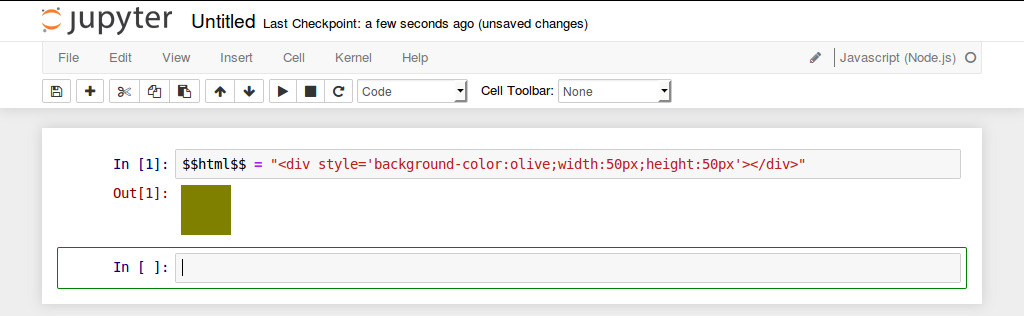 jupyter Untitled Last Checkpoint: a few seconds ago (unsaved changes)
File Edit View Insert Cell Kernel Help Javascript (Node.js)
Code Cell Toolbar: None
In [1]: $$html$$ = "<div style='background-color:olive;width:50px;height:50px'></div>"
Out[1]:
In [ ]: